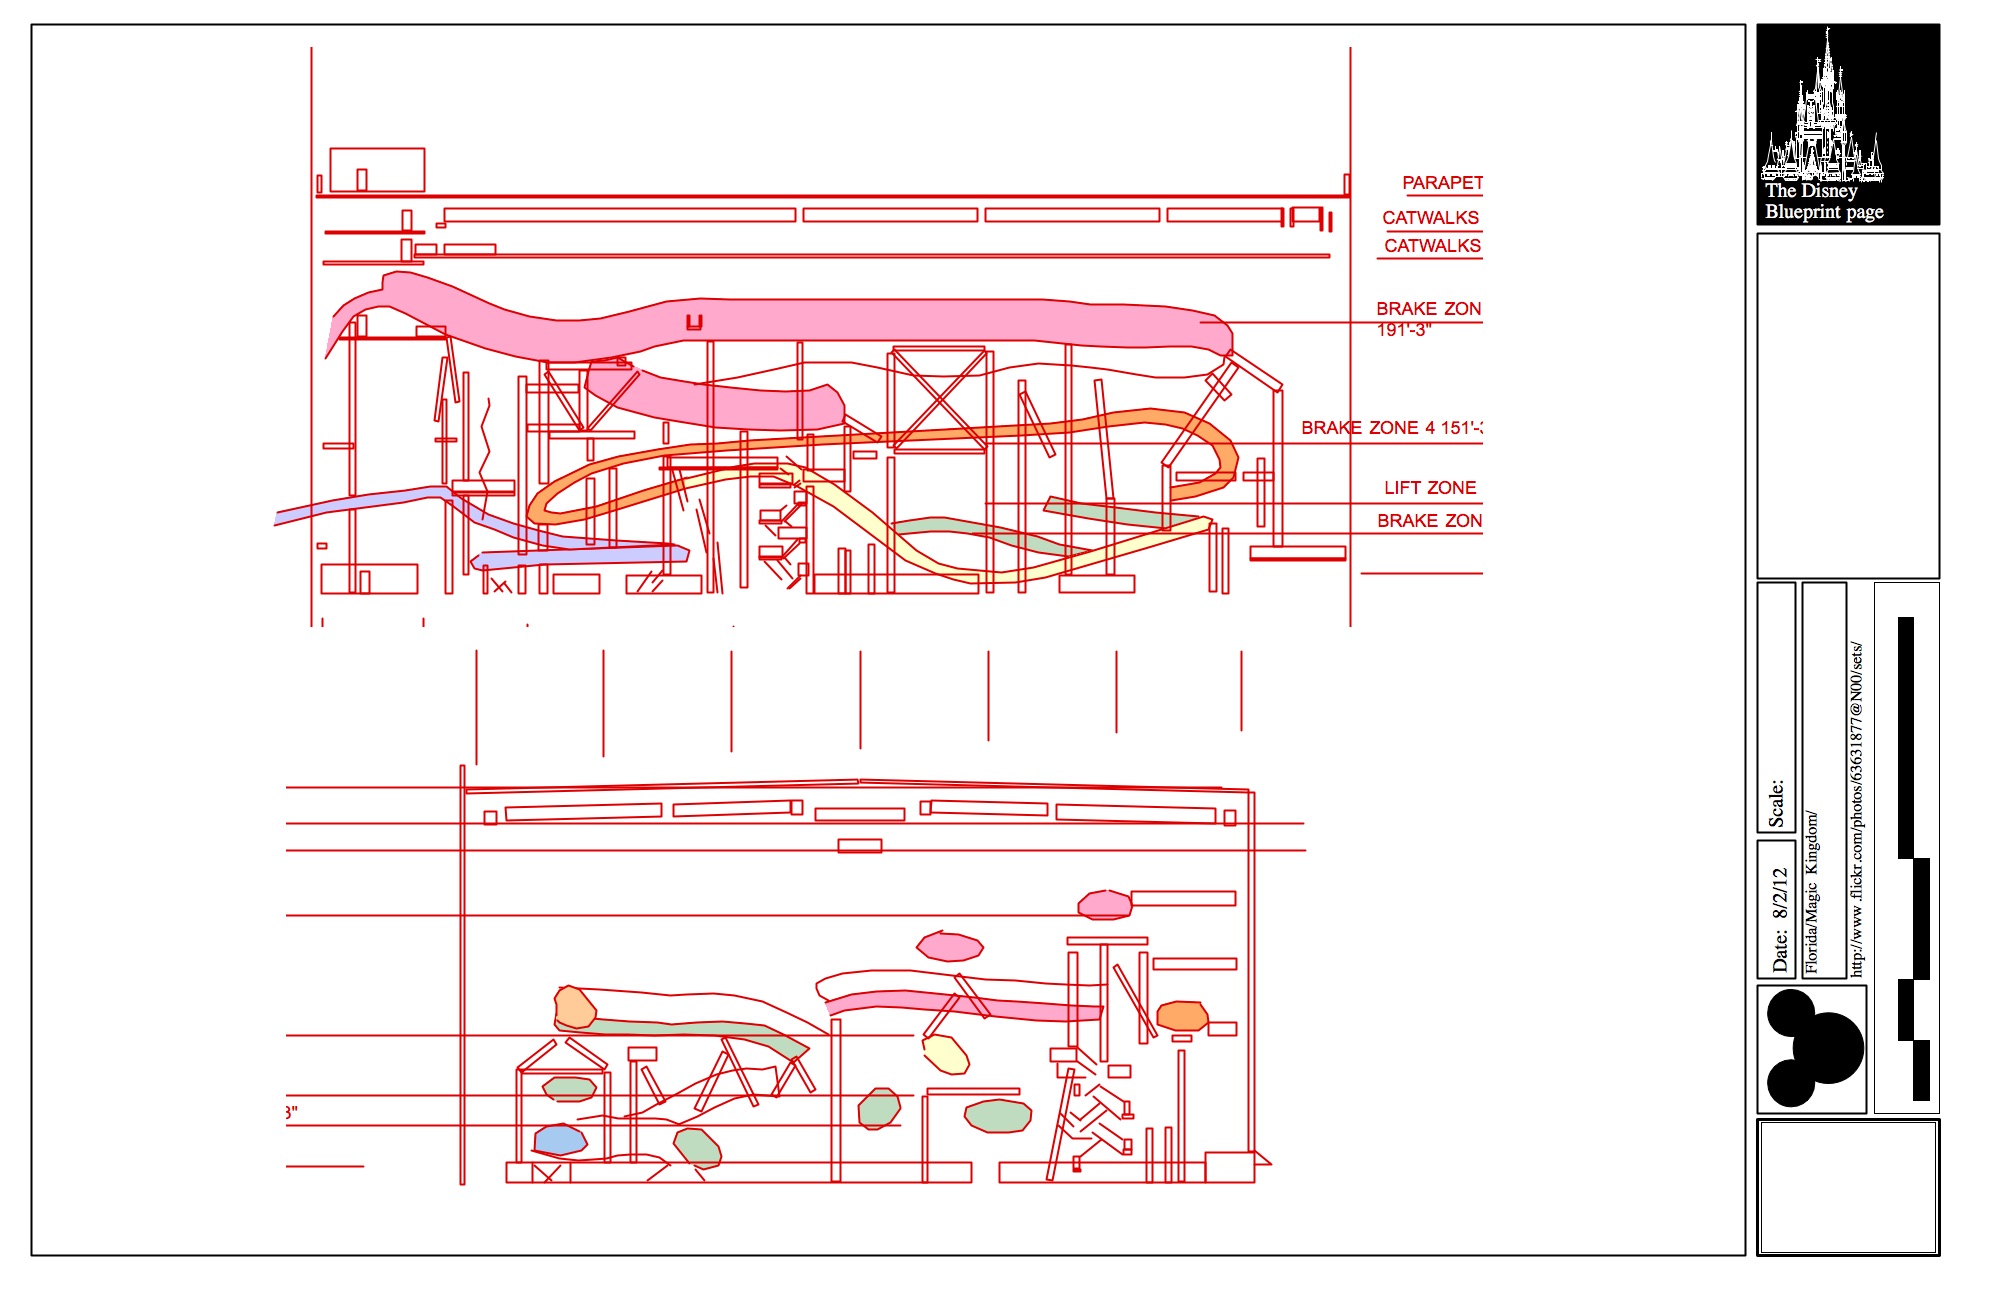 PARAPET
CATWALKS
CATWALKS
BRAKE ZON
191'-3"
BRAKE ZONE 4 151'-3
LIFT ZONE
BRAKE ZON
3"
The Disney
Blueprint page
Scale:
Date: 8/2/12
Florida/Magic Kingdom/
http://www.flickr.com/photos/63631877@N00/sets/